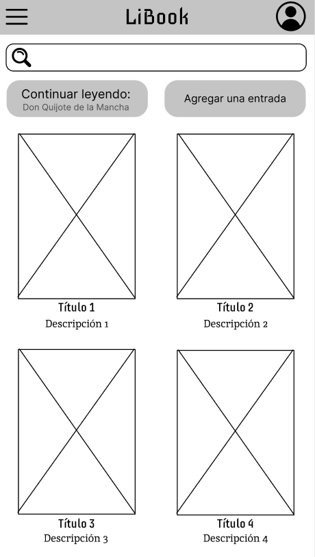 LiBook
Continuar leyendo:
Don Quijote de la Mancha
Agregar una entrada
Título 1
Descripción 1
Título 2
Descripción 2
Título 3
Descripción 3
Título 4
Descripción 4